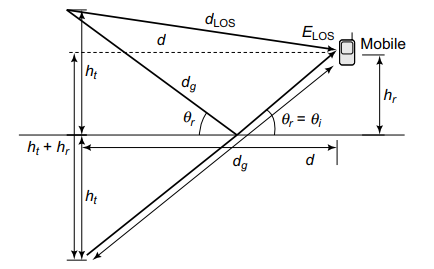 d_LOS
E_LOS
Mobile
d
h_t
d_g
h_r
θ_r
θ_r = θ_i
h_t + h_r
d_g
d
h_t